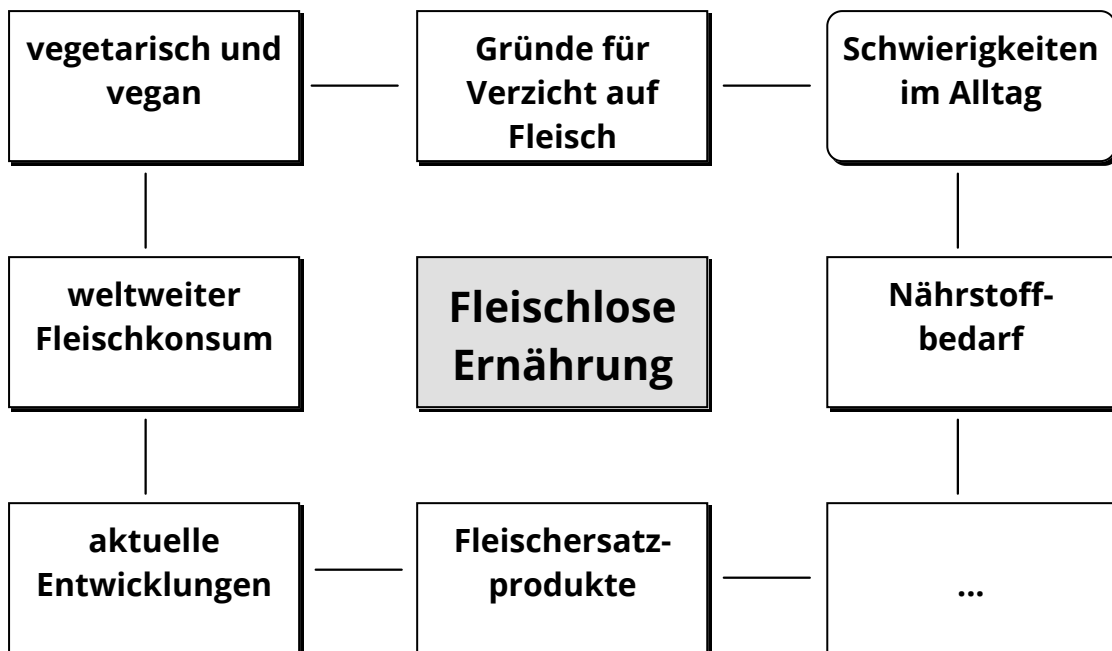 vegetarisch und
vegan
Gründe für
Verzicht auf
Fleisch
Schwierigkeiten
im Alltag
weltweiter
Fleischkonsum
Fleischlose
Ernährung
Nährstoff-
bedarf
aktuelle
Entwicklungen
Fleischersatz-
produkte
...